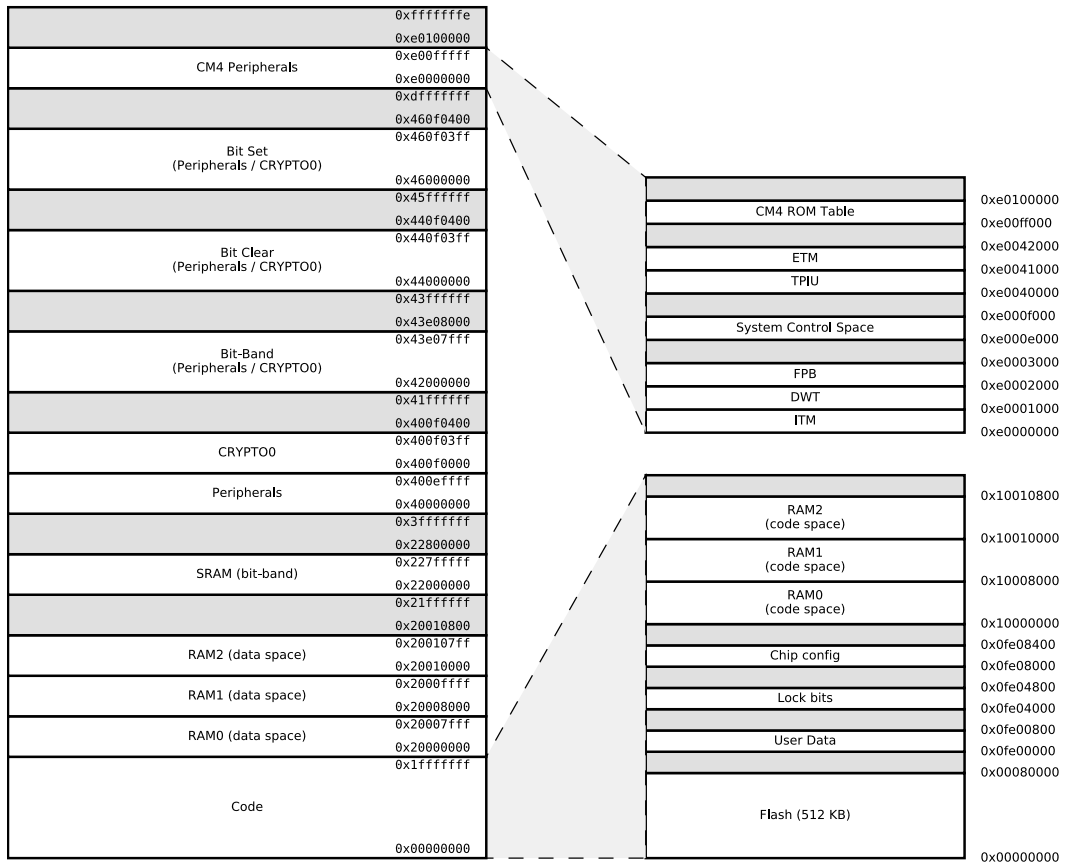 0xfffffffe
0xe0100000
0xe00fffff
CM4 Peripherals
0xe0000000
0xdfffffff
0x460f0400
0x460f03ff
Bit Set
(Peripherals / CRYPTO0)
0x46000000
0x45ffffff
0x440f0400
0x440f03ff
Bit Clear
(Peripherals / CRYPTO0)
0x44000000
0x43ffffff
0x43e08000
0x43e07fff
Bit-Band
(Peripherals / CRYPTO0)
0x42000000
0x41ffffff
0x400f0400
0x400f03ff
CRYPTO0
0x400f0000
0x400effff
Peripherals
0x40000000
0x3fffffff
0x22800000
0x227fffff
SRAM (bit-band)
0x22000000
0x21ffffff
0x20010800
0x200107ff
RAM2 (data space)
0x20010000
0x2000ffff
RAM1 (data space)
0x20008000
0x20007fff
RAM0 (data space)
0x20000000
0x1fffffff
Code
0x00000000
0xe0100000
CM4 ROM Table
0xe00ff000
0xe0042000
ETM
0xe0041000
TPIU
0xe0040000
0xe000f000
System Control Space
0xe000e000
0xe0003000
FPB
0xe0002000
DWT
0xe0001000
ITM
0xe0000000
0x10010800
RAM2
(code space)
0x10010000
RAM1
(code space)
0x10008000
RAM0
(code space)
0x10000000
0x0fe08400
Chip config
0x0fe08000
0x0fe04800
Lock bits
0x0fe04000
0x0fe00800
User Data
0x0fe00000
0x00080000
Flash (512 KB)
0x00000000